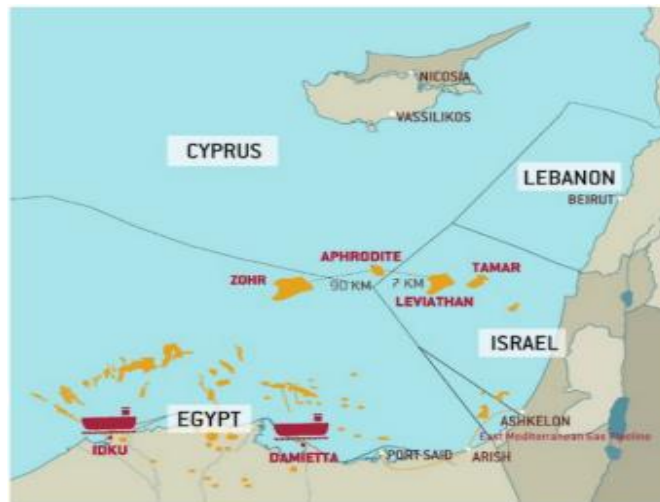 NICOSIA
VASSILIKOS
CYPRUS
LEBANON
BEIRUT
APHRODITE
ZOHR
90 KM
7 KM
TAMAR
LEVIATHAN
ISRAEL
EGYPT
ASHKELON
East Mediterranean Gas Pipeline
IDKU
DAMIETTA
PORT SAID
ARISH